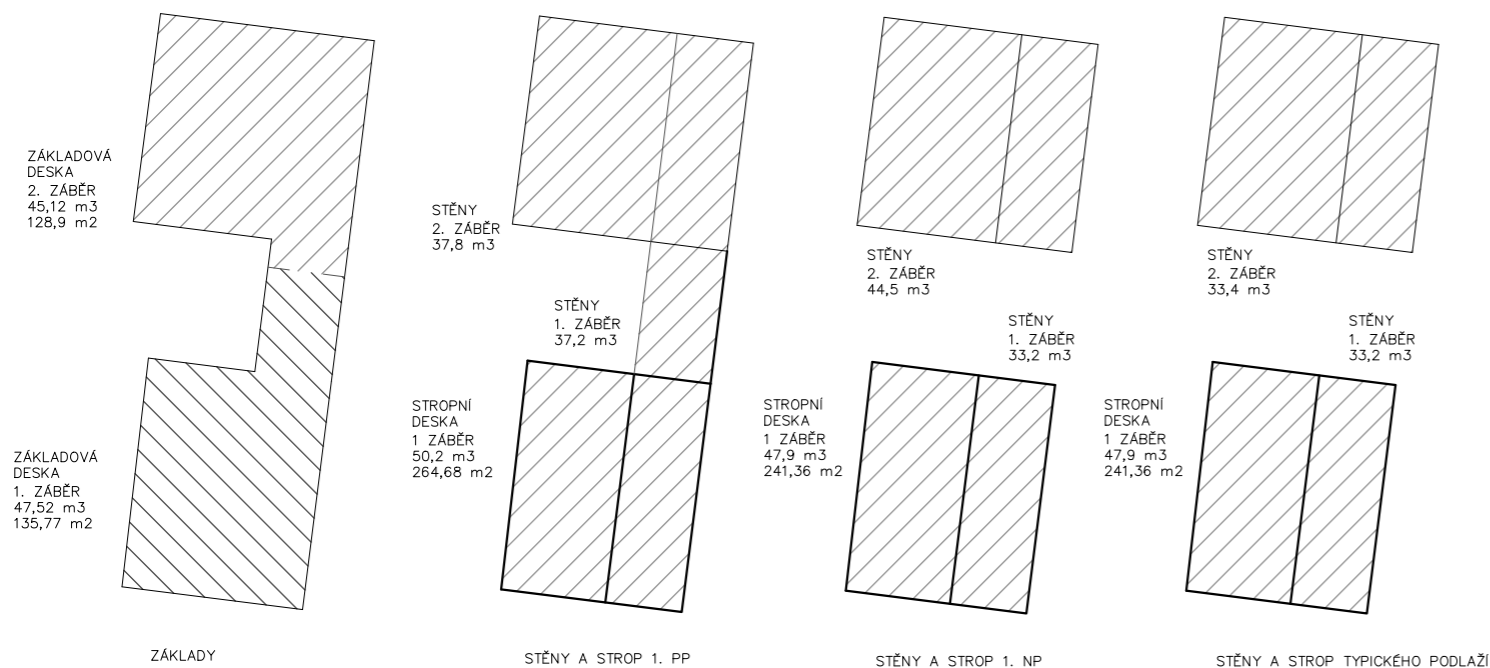 ZÁKLADOVÁ
DESKA
2. ZÁBĚR
45,12 m3
128,9 m2
ZÁKLADOVÁ
DESKA
1. ZÁBĚR
47,52 m3
135,77 m2
ZÁKLADY
STĚNY
2. ZÁBĚR
37,8 m3
STĚNY
1. ZÁBĚR
37,2 m3
STROPNÍ
DESKA
1 ZÁBĚR
50,2 m3
264,68 m2
STĚNY A STROP 1. PP
STĚNY
2. ZÁBĚR
44,5 m3
STĚNY
1. ZÁBĚR
33,2 m3
STROPNÍ
DESKA
1 ZÁBĚR
47,9 m3
241,36 m2
STĚNY A STROP 1. NP
STĚNY
2. ZÁBĚR
33,4 m3
STĚNY
1. ZÁBĚR
33,2 m3
STROPNÍ
DESKA
1 ZÁBĚR
47,9 m3
241,36 m2
STĚNY A STROP TYPICKÉHO PODLAŽÍ